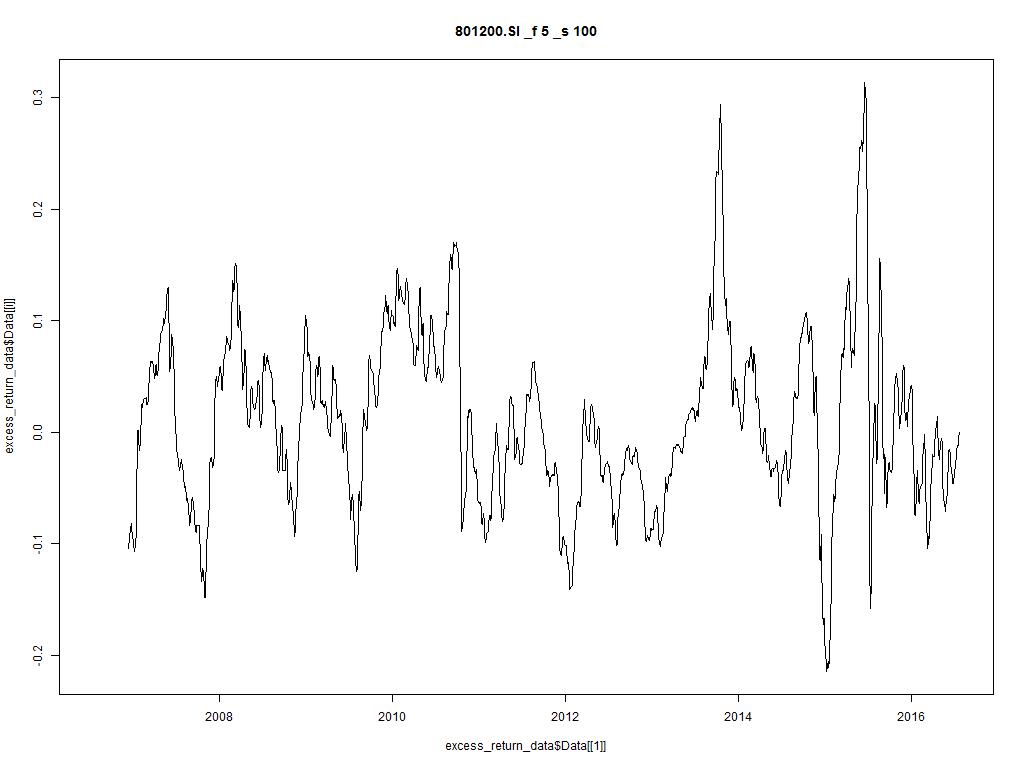 801200.SI _f 5 _s 100
excess_return_data$Data[[i]]
0.3
0.2
0.1
0.0
-0.1
-0.2
2008 2010 2012 2014 2016
excess_return_data$Data[[1]]